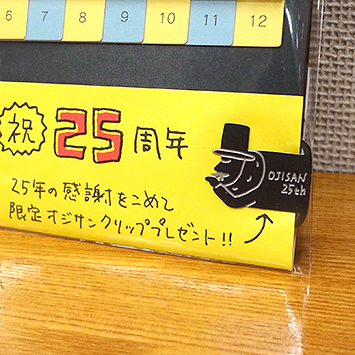 6 7 8 9 10 11 12
祝 25周年
OJISAN
25th
25年の感謝をこめて
限定オジサンクリッププレゼント!!